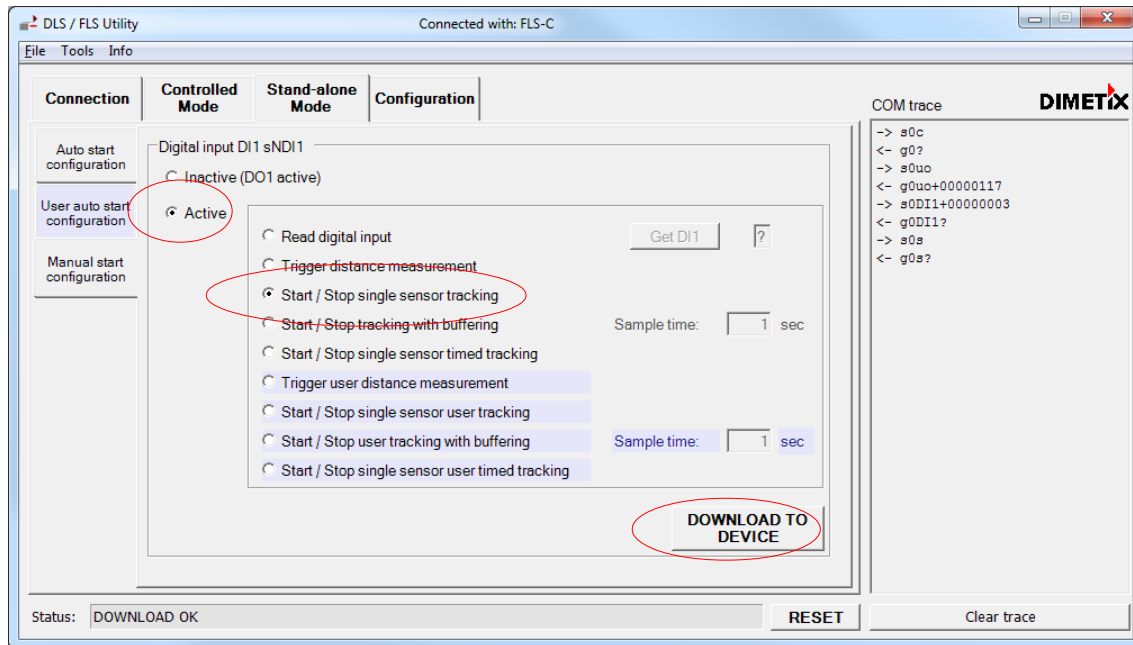 DLS / FLS Utility
Connected with: FLS-C
File Tools Info
Connection
Controlled
Mode
Stand-alone
Mode
Configuration
COM trace
DIMETIX
Auto start
configuration
User auto start
configuration
Manual start
configuration
Digital input DI1 sNDI1
Inactive (DO1 active)
Active
Read digital input
Get DI1
?
Trigger distance measurement
Start / Stop single sensor tracking
Start / Stop tracking with buffering
Sample time: 1 sec
Start / Stop single sensor timed tracking
Trigger user distance measurement
Start / Stop single sensor user tracking
Start / Stop user tracking with buffering
Sample time: 1 sec
Start / Stop single sensor user timed tracking
DOWNLOAD TO
DEVICE
-> s0c
<- g0?
-> s0uo
<- g0uo+00000117
-> s0DI1+00000003
<- g0DI1?
-> s0s
<- g0s?
Status: DOWNLOAD OK
RESET
Clear trace